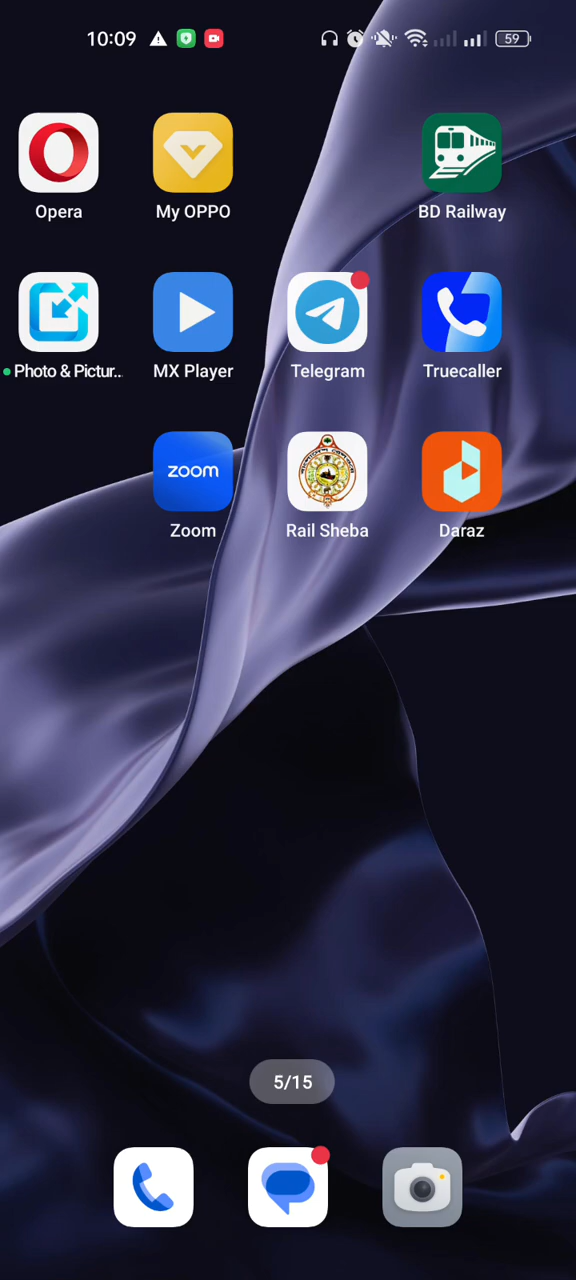 10:09
59
Opera
My OPPO
BD Railway
Photo & Pictur..
MX Player
Telegram
Truecaller
zoom
Zoom
Rail Sheba
Daraz
5/15